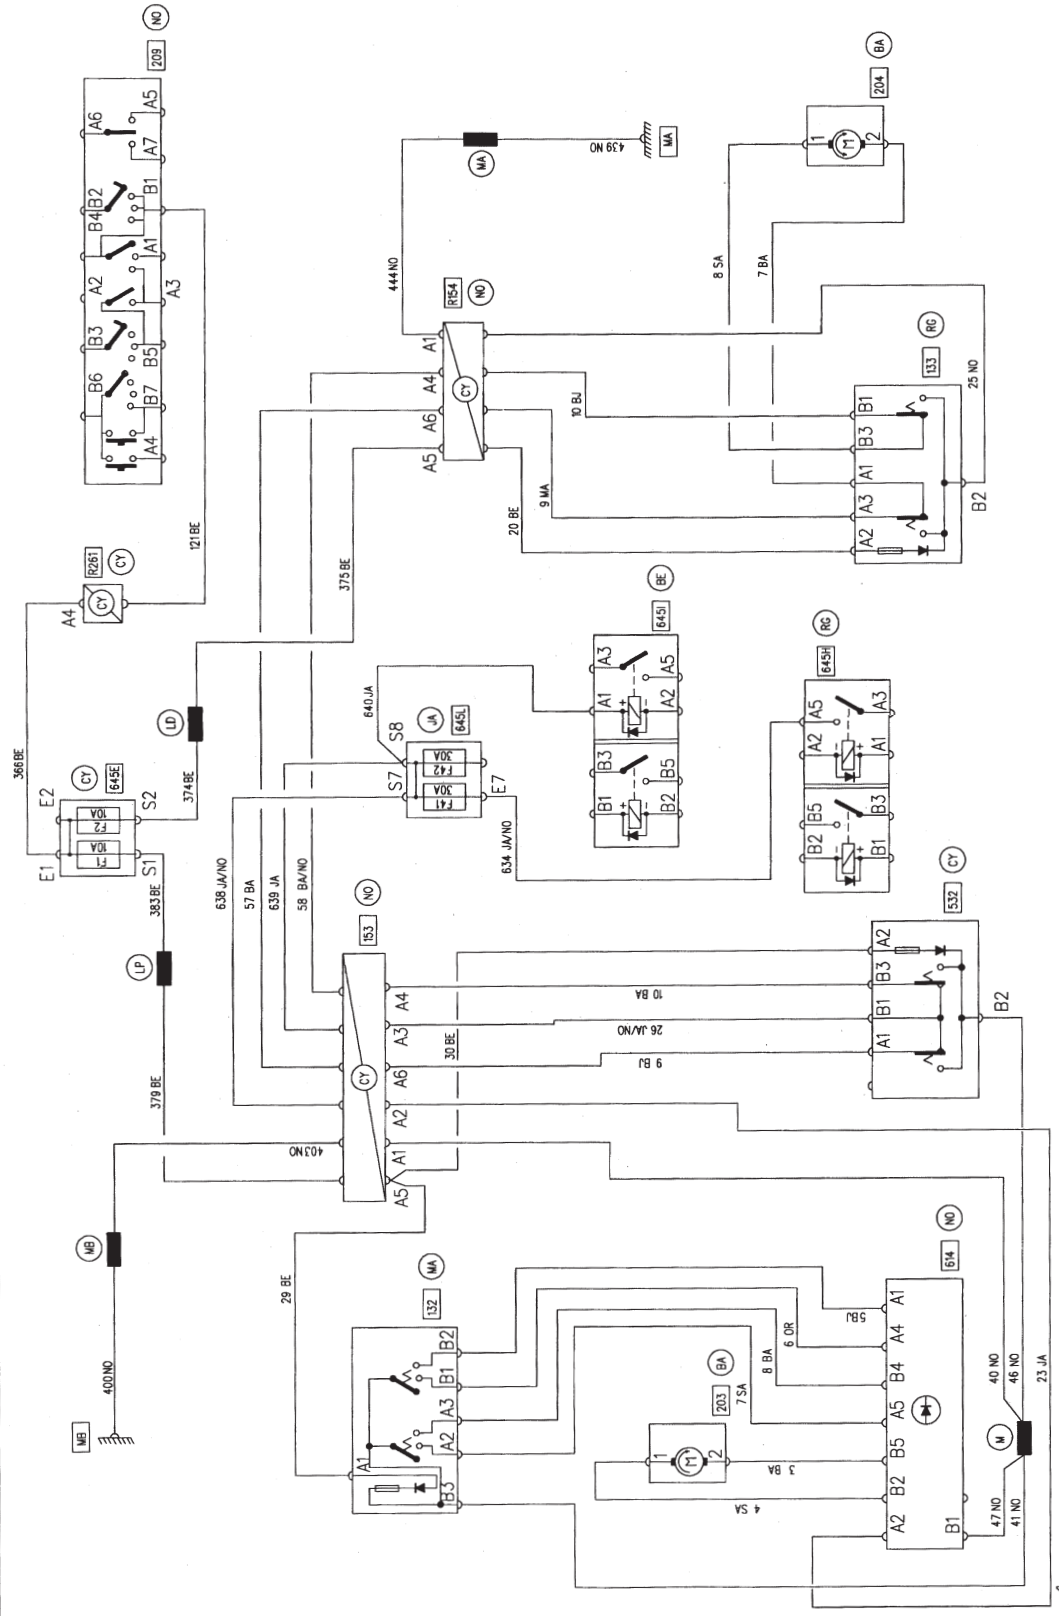 NO
209
A6
A5
A7
B2
B4
B1
A1
A2
A3
B3
B5
B6
B7
A4
BA
204
1
M
2
MA
439 NO
MA
444 NO
8 SA
7 BA
R154
NO
A1
A4
A6
A5
CY
RG
133
25 NO
10 BJ
9 MA
20 BE
B1
B3
A1
A3
A2
B2
121 BE
R261
CY
A4
CY
375 BE
366 BE
LD
374 BE
CY
645E
E2
E1
10A
F2
10A
F1
S2
S1
383 BE
LP
379 BE
640 JA
JA
645L
S8
S7
30A
F42
30A
F41
E7
634 JA/NO
BE
645I
A3
A5
A1
A2
B3
B5
B1
B2
+
+
RG
645H
A5
A3
A2
A1
B5
B3
B2
B1
+
+
638 JA/NO
57 BA
639 JA
58 BA/NO
NO
153
CY
A4
A3
A6
A2
A1
A5
10 BA
26 JA/NO
9 BJ
30 BE
CY
532
A2
B3
B1
A1
B2
403 NO
MB
400 NO
MB
29 BE
MA
132
B2
B1
A3
A2
A1
B3
5 BJ
6 OR
8 BA
7 SA
BA
203
1
M
2
3 BA
4 SA
NO
614
A1
A4
B4
A5
B5
B2
A2
B1
40 NO
46 NO
23 JA
M
47 NO
41 NO